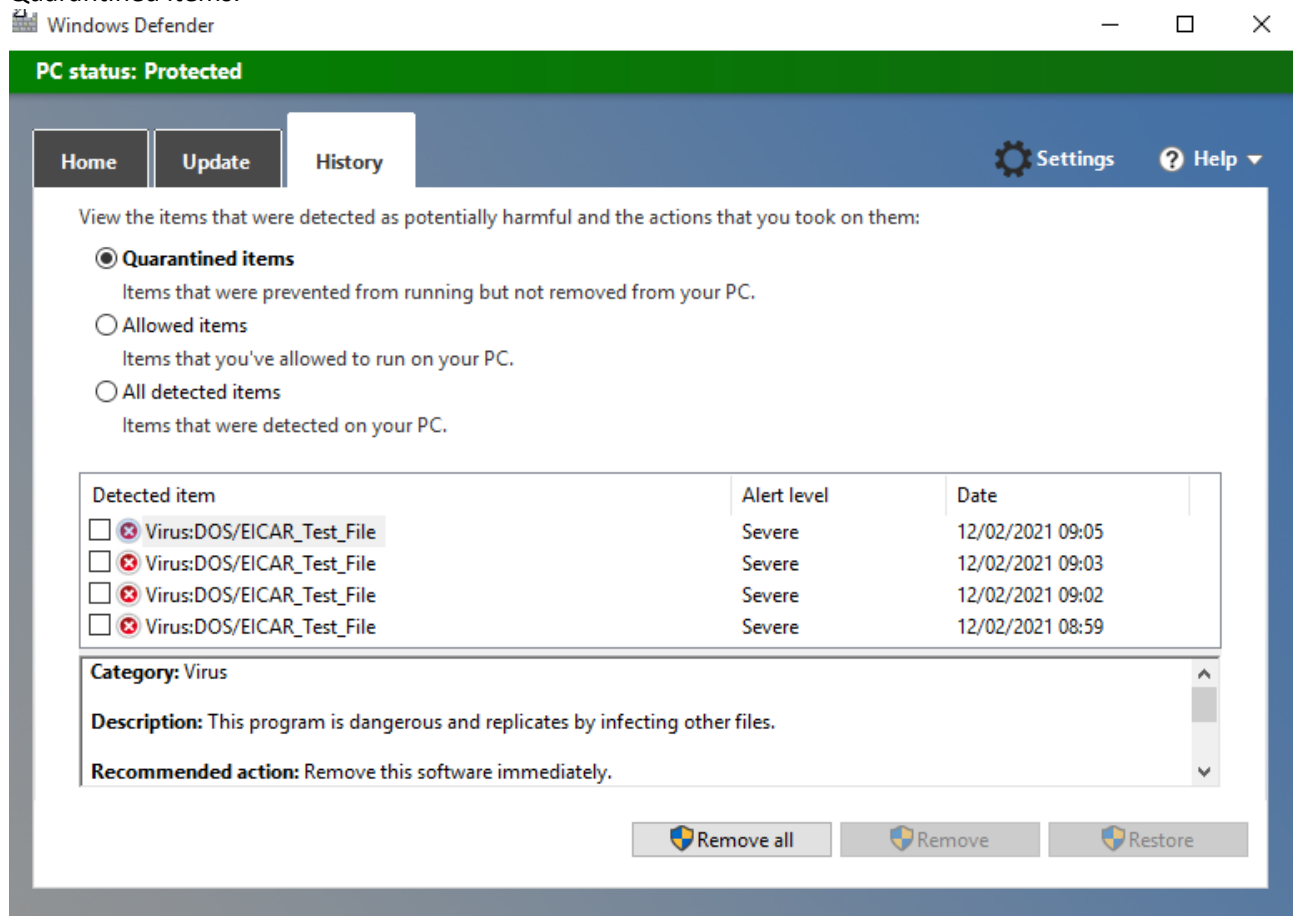 Quarantined items.
Windows Defender
PC status: Protected
Home Update History Settings Help
View the items that were detected as potentially harmful and the actions that you took on them:
Quarantined items
Items that were prevented from running but not removed from your PC.
Allowed items
Items that you've allowed to run on your PC.
All detected items
Items that were detected on your PC.
Detected item Alert level Date
Virus:DOS/EICAR_Test_File Severe 12/02/2021 09:05
Virus:DOS/EICAR_Test_File Severe 12/02/2021 09:03
Virus:DOS/EICAR_Test_File Severe 12/02/2021 09:02
Virus:DOS/EICAR_Test_File Severe 12/02/2021 08:59
Category: Virus
Description: This program is dangerous and replicates by infecting other files.
Recommended action: Remove this software immediately.
Remove all Remove Restore